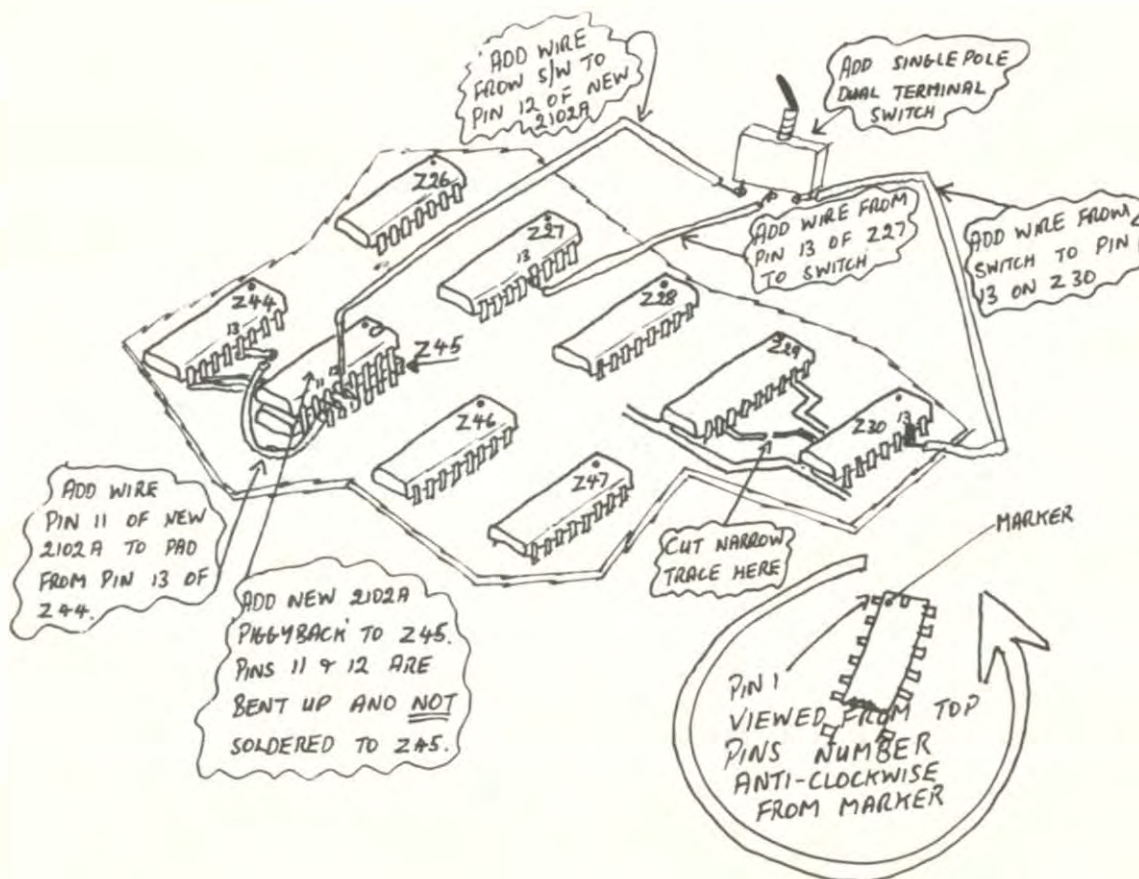 ADD WIRE
FROM S/W TO
PIN 12 OF NEW
2102A
ADD SINGLE POLE
DUAL TERMINAL
SWITCH
ADD WIRE FROM
PIN 13 OF Z27
TO SWITCH
ADD WIRE FROM
SWITCH TO PIN
13 ON Z30
Z26
Z27
13
Z28
Z29
Z30
13
Z44
13
Z45
11
12
Z46
Z47
ADD WIRE
PIN 11 OF NEW
2102A TO PAD
FROM PIN 13 OF
Z44.
ADD NEW 2102A
'PIGGYBACK' TO Z45.
PINS 11 & 12 ARE
BENT UP AND NOT
SOLDERED TO Z45.
CUT NARROW
TRACE HERE
MARKER
PIN 1
VIEWED FROM TOP
PINS NUMBER
ANTI-CLOCKWISE
FROM MARKER